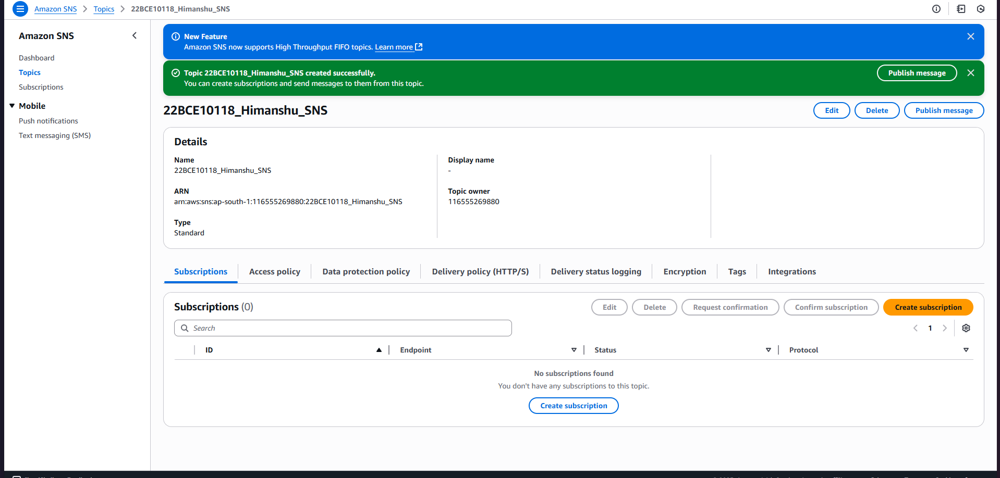 Amazon SNS > Topics > 22BCE10118_Himanshu_SNS
Amazon SNS
Dashboard
Topics
Subscriptions
Mobile
Push notifications
Text messaging (SMS)
New Feature
Amazon SNS now supports High Throughput FIFO topics. Learn more
Topic 22BCE10118_Himanshu_SNS created successfully.
You can create subscriptions and send messages to them from this topic.
Publish message
22BCE10118_Himanshu_SNS
Edit Delete Publish message
Details
Name
22BCE10118_Himanshu_SNS
ARN
arn:aws:sns:ap-south-1:116555269880:22BCE10118_Himanshu_SNS
Type
Standard
Display name
-
Topic owner
116555269880
Subscriptions Access policy Data protection policy Delivery policy (HTTP/S) Delivery status logging Encryption Tags Integrations
Subscriptions (0)
Edit Delete Request confirmation Confirm subscription Create subscription
Search
1
ID Endpoint Status Protocol
No subscriptions found
You don't have any subscriptions to this topic.
Create subscription